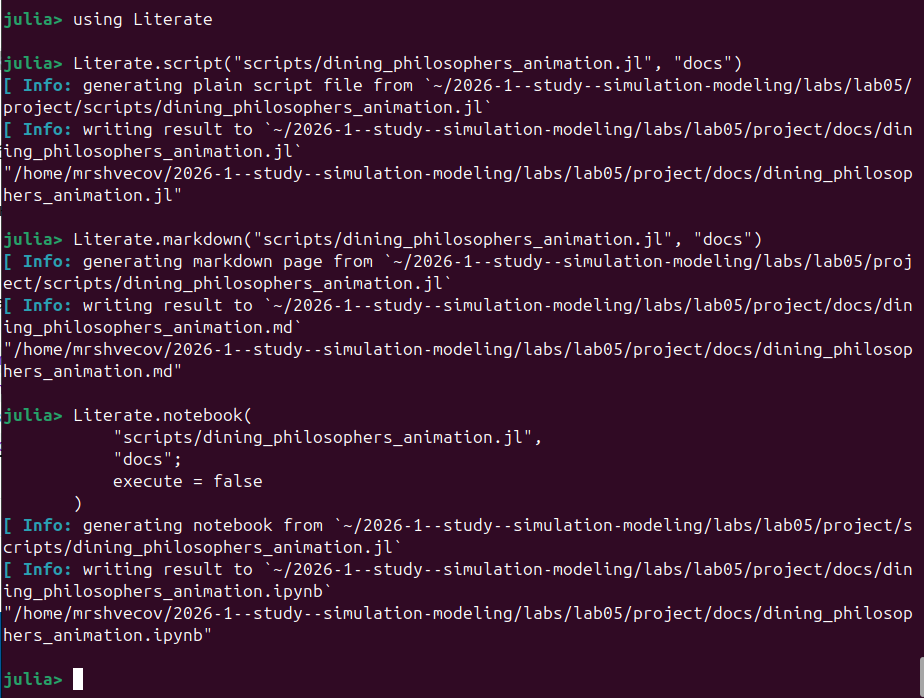 julia> using Literate
julia> Literate.script("scripts/dining_philosophers_animation.jl", "docs")
[ Info: generating plain script file from `~/2026-1--study--simulation-modeling/labs/lab05/
project/scripts/dining_philosophers_animation.jl`
[ Info: writing result to `~/2026-1--study--simulation-modeling/labs/lab05/project/docs/din
ing_philosophers_animation.jl`
"/home/mrshvecov/2026-1--study--simulation-modeling/labs/lab05/project/docs/dining_philosop
hers_animation.jl"
julia> Literate.markdown("scripts/dining_philosophers_animation.jl", "docs")
[ Info: generating markdown page from `~/2026-1--study--simulation-modeling/labs/lab05/proj
ect/scripts/dining_philosophers_animation.jl`
[ Info: writing result to `~/2026-1--study--simulation-modeling/labs/lab05/project/docs/din
ing_philosophers_animation.md`
"/home/mrshvecov/2026-1--study--simulation-modeling/labs/lab05/project/docs/dining_philosop
hers_animation.md"
julia> Literate.notebook(
"scripts/dining_philosophers_animation.jl",
"docs";
execute = false
)
[ Info: generating notebook from `~/2026-1--study--simulation-modeling/labs/lab05/project/s
cripts/dining_philosophers_animation.jl`
[ Info: writing result to `~/2026-1--study--simulation-modeling/labs/lab05/project/docs/din
ing_philosophers_animation.ipynb`
"/home/mrshvecov/2026-1--study--simulation-modeling/labs/lab05/project/docs/dining_philosop
hers_animation.ipynb"
julia>